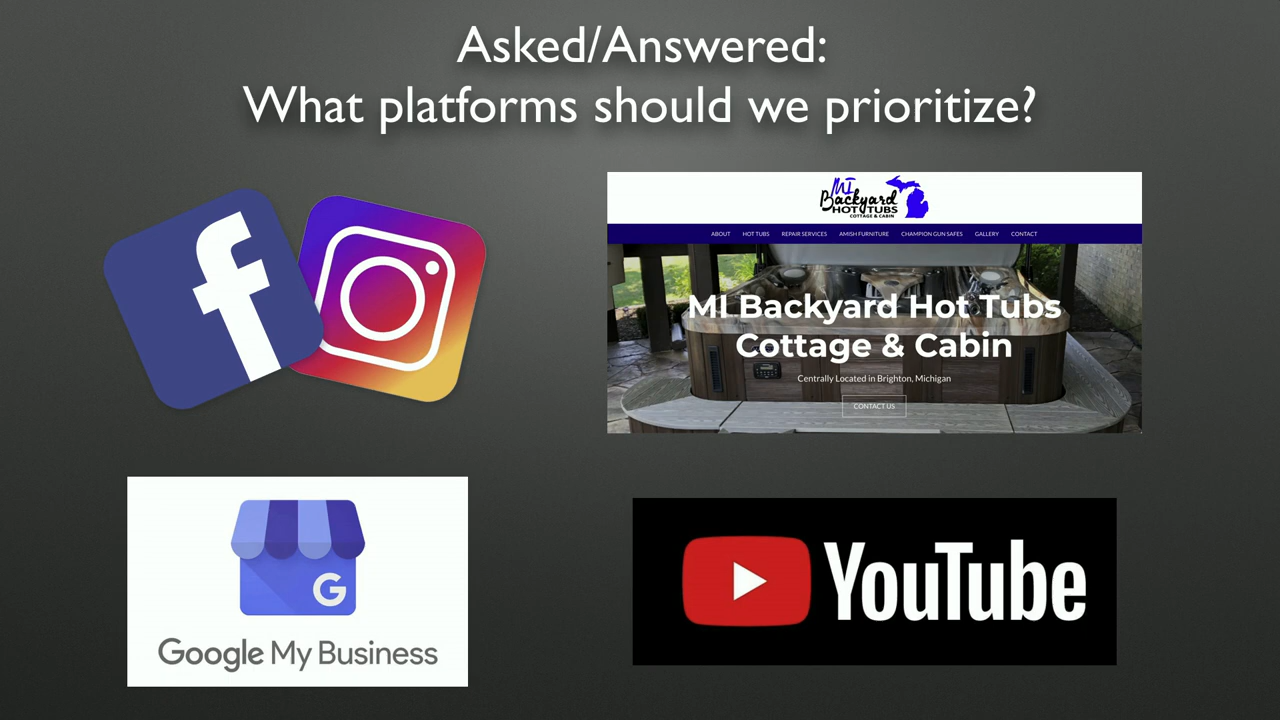 Asked/Answered:
What platforms should we prioritize?
f
MI
Backyard
HOT TUBS
COTTAGE & CABIN
ABOUT HOT TUBS REPAIR SERVICES AMISH FURNITURE CHAMPION GUN SAFES GALLERY CONTACT
MI Backyard Hot Tubs
Cottage & Cabin
Centrally Located in Brighton, Michigan
CONTACT US
G
Google My Business
YouTube